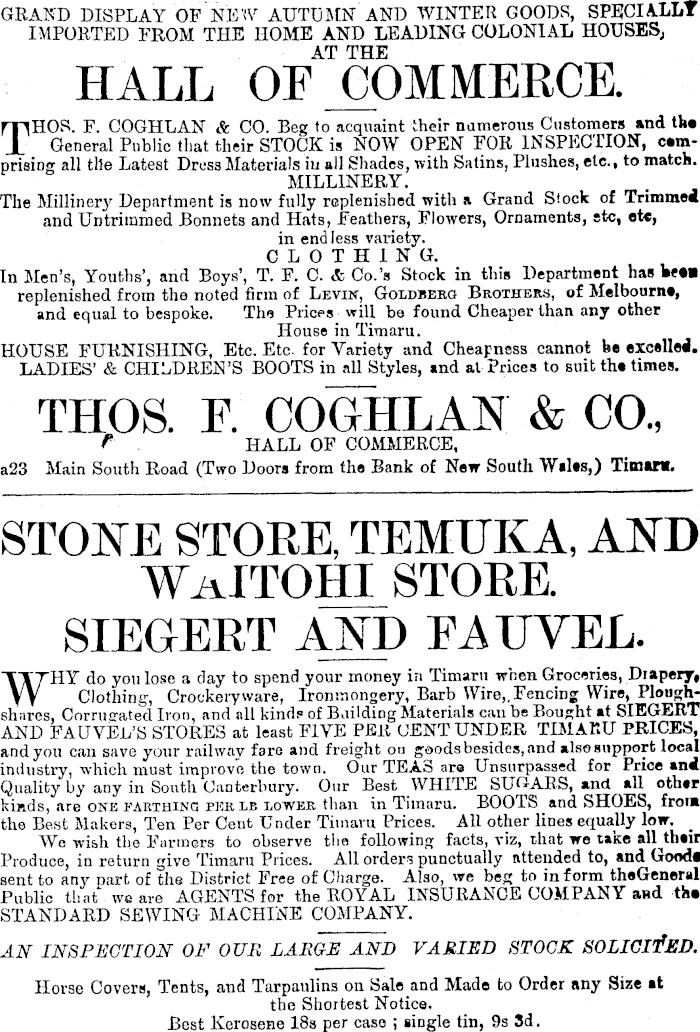 GRAND DISPLAY OF NEW AUTUMN AND WINTER GOODS, SPECIALLY
IMPORTED FROM THE HOME AND LEADING COLONIAL HOUSES,
AT THE
HALL OF COMMERCE.
THOS. F. COGHLAN & CO. Beg to acquaint their numerous Customers and the
General Public that their STOCK is NOW OPEN FOR INSPECTION, com-
prising all the Latest Dress Materials in all Shades, with Satins, Plushes, etc., to match.
MILLINERY.
The Millinery Department is now fully replenished with a Grand Stock of Trimmed
and Untrimmed Bonnets and Hats, Feathers, Flowers, Ornaments, etc, etc,
in endless variety.
CLOTHING.
In Men's, Youths', and Boys', T. F. C. & Co.'s Stock in this Department has been
replenished from the noted firm of LEVIN, GOLDBERG BROTHERS, of Melbourne,
and equal to bespoke. The Prices will be found Cheaper than any other
House in Timaru.
HOUSE FURNISHING, Etc. Etc. for Variety and Cheapness cannot be excelled.
LADIES' & CHILDREN'S BOOTS in all Styles, and at Prices to suit the times.
THOS. F. COGHLAN & CO.,
HALL OF COMMERCE,
a23 Main South Road (Two Doors from the Bank of New South Wales,) Timaru.
STONE STORE, TEMUKA, AND
WAITOHI STORE.
SIEGERT AND FAUVEL.
WHY do you lose a day to spend your money in Timaru when Groceries, Drapery,
Clothing, Crockeryware, Ironmongery, Barb Wire, Fencing Wire, Plough-
shares, Corrugated Iron, and all kinds of Building Materials can be Bought at SIEGERT
AND FAUVEL'S STORES at least FIVE PER CENT UNDER TIMARU PRICES,
and you can save your railway fare and freight on goods besides, and also support local
industry, which must improve the town. Our TEAS are Unsurpassed for Price and
Quality by any in South Canterbury. Our Best WHITE SUGARS, and all other
kinds, are ONE FARTHING PER LB LOWER than in Timaru. BOOTS and SHOES, from
the Best Makers, Ten Per Cent Under Timaru Prices. All other lines equally low.
We wish the Farmers to observe the following facts, viz, that we take all their
Produce, in return give Timaru Prices. All orders punctually attended to, and Goods
sent to any part of the District Free of Charge. Also, we beg to in form the General
Public that we are AGENTS for the ROYAL INSURANCE COMPANY and the
STANDARD SEWING MACHINE COMPANY.
AN INSPECTION OF OUR LARGE AND VARIED STOCK SOLICITED.
Horse Covers, Tents, and Tarpaulins on Sale and Made to Order any Size at
the Shortest Notice.
Best Kerosene 18s per case ; single tin, 9s 3d.